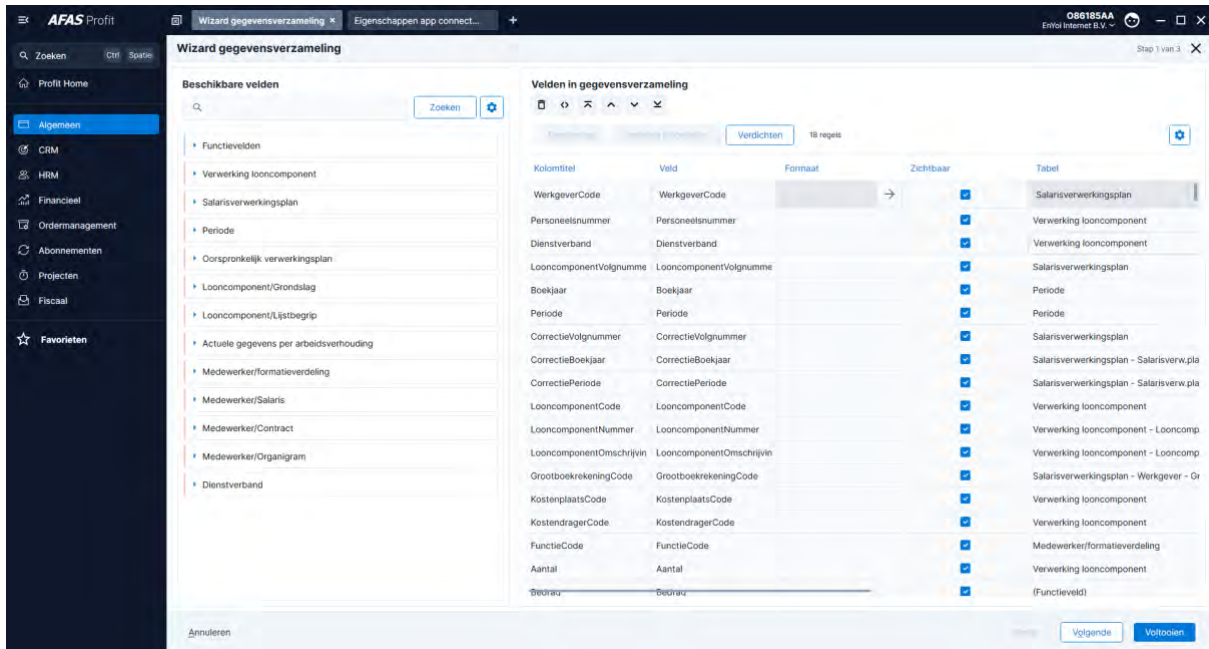 AFAS Profit
Wizard gegevensverzameling ×
Eigenschappen app connect...
+
O86185AA
EnYoi Internet B.V.
Zoeken Ctrl Spatie
Wizard gegevensverzameling
Stap 1 van 3
Profit Home
Algemeen
CRM
HRM
Financieel
Ordermanagement
Abonnementen
Projecten
Fiscaal
Favorieten
Beschikbare velden
Zoeken
Functievelden
Verwerking looncomponent
Salarisverwerkingsplan
Periode
Oorspronkelijk verwerkingsplan
Looncomponent/Grondslag
Looncomponent/Lijstbegrip
Actuele gegevens per arbeidsverhouding
Medewerker/formatieverdeling
Medewerker/Salaris
Medewerker/Contract
Medewerker/Organigram
Dienstverband
Velden in gegevensverzameling
Verdichten 18 regels
Kolomtitel Veld Formaat Zichtbaar Tabel
WerkgeverCode WerkgeverCode Salarisverwerkingsplan
Personeelsnummer Personeelsnummer Verwerking looncomponent
Dienstverband Dienstverband Verwerking looncomponent
LooncomponentVolgnumme LooncomponentVolgnumme Salarisverwerkingsplan
Boekjaar Boekjaar Periode
Periode Periode Periode
CorrectieVolgnummer CorrectieVolgnummer Salarisverwerkingsplan
CorrectieBoekjaar CorrectieBoekjaar Salarisverwerkingsplan - Salarisverw.pla
CorrectiePeriode CorrectiePeriode Salarisverwerkingsplan - Salarisverw.pla
LooncomponentCode LooncomponentCode Verwerking looncomponent
LooncomponentNummer LooncomponentNummer Verwerking looncomponent - Looncomp
LooncomponentOmschrijvin LooncomponentOmschrijvin Verwerking looncomponent - Looncomp
GrootboekrekeningCode GrootboekrekeningCode Salarisverwerkingsplan - Werkgever - Gr
KostenplaatsCode KostenplaatsCode Verwerking looncomponent
KostendragerCode KostendragerCode Verwerking looncomponent
FunctieCode FunctieCode Medewerker/formatieverdeling
Aantal Aantal Verwerking looncomponent
Bedrag Bedrag (Functieveld)
Annuleren
Volgende
Voltooien